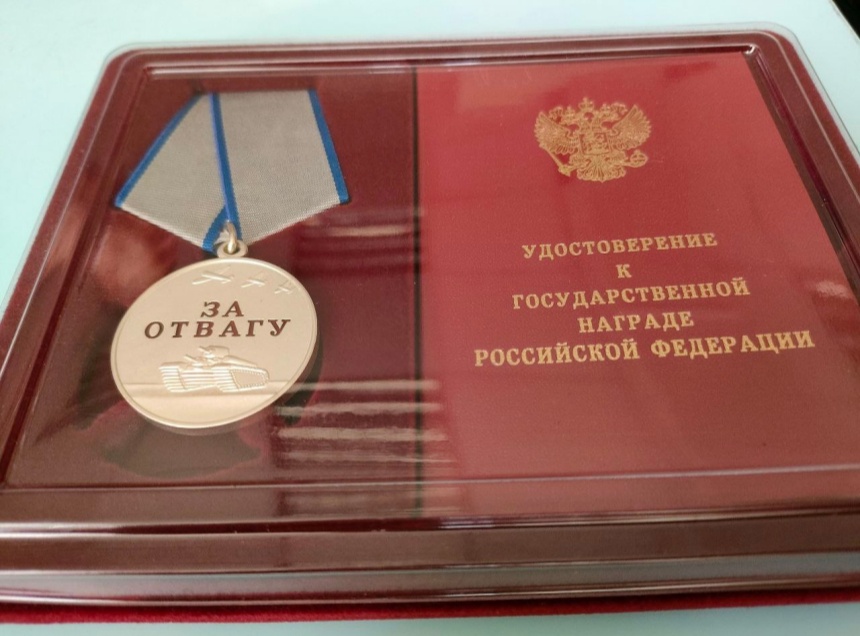 ЗА
ОТВАГУ
УДОСТОВЕРЕНИЕ
К
ГОСУДАРСТВЕННОЙ
НАГРАДЕ
РОССИЙСКОЙ ФЕДЕРАЦИИ